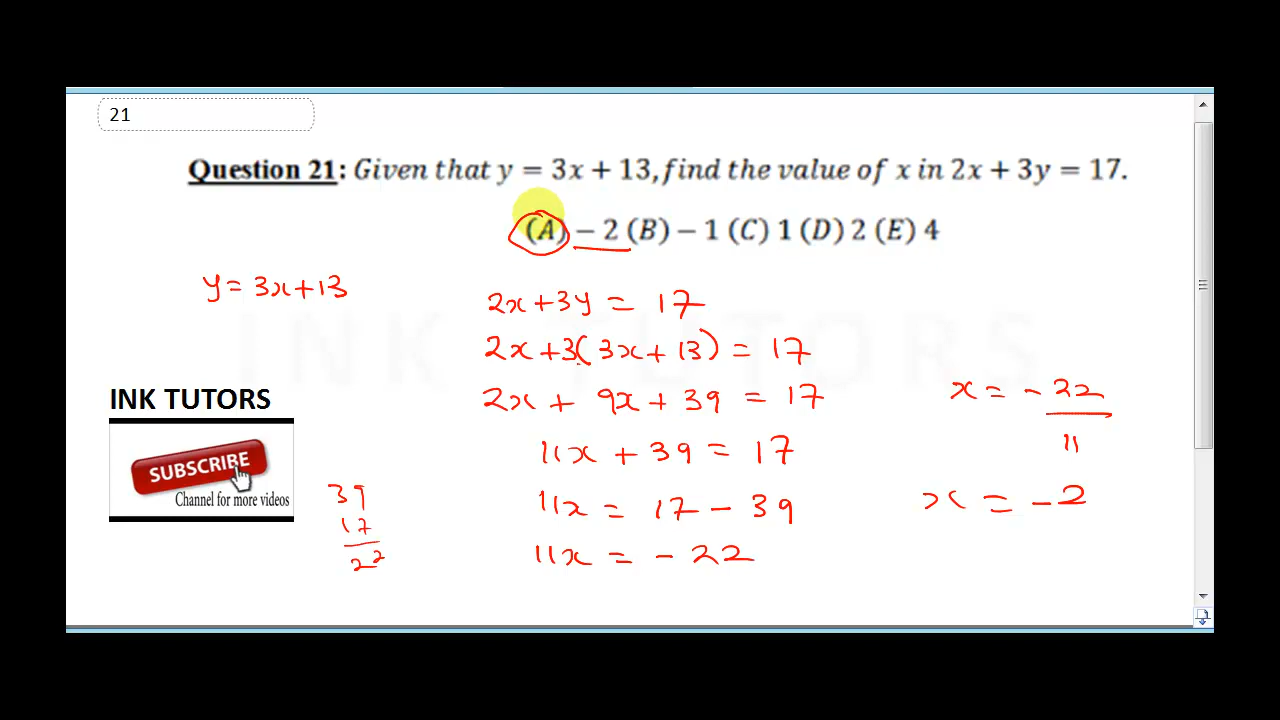 21
Question 21: Given that y = 3x + 13, find the value of x in 2x + 3y = 17.
(A) − 2 (B) − 1 (C) 1 (D) 2 (E) 4
y = 3x+13
2x+3y = 17
2x +3(3x+13) = 17
2x + 9x + 39 = 17
11x + 39 = 17
11x = 17 - 39
11x = - 22
x = - 22
11
x = - 2
39
17
22
INK TUTORS
INK TUTORS
SUBSCRIBE
Channel for more videos